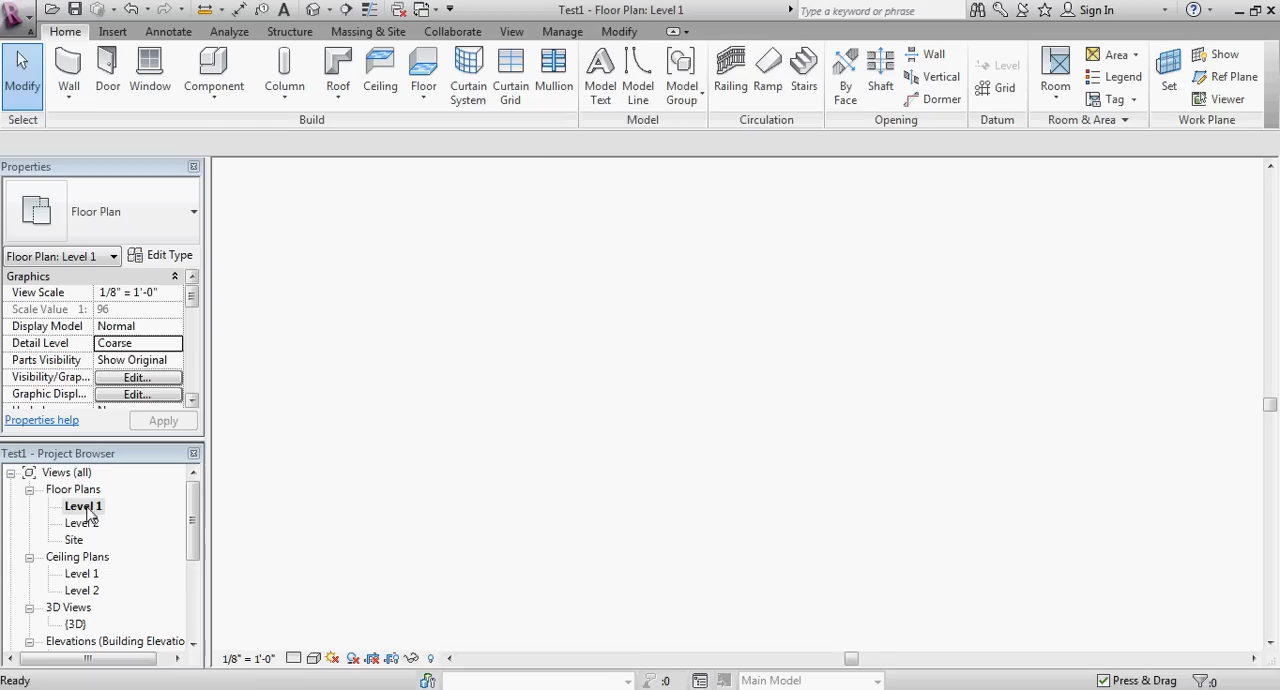 Test1 - Floor Plan: Level 1
Type a keyword or phrase
Sign In
Home
Insert
Annotate
Analyze
Structure
Massing & Site
Collaborate
View
Manage
Modify
Modify
Wall
Door
Window
Component
Column
Roof
Ceiling
Floor
Curtain System
Curtain Grid
Mullion
Model Text
Model Line
Model Group
Railing
Ramp
Stairs
By Face
Shaft
Wall
Vertical
Dormer
Level
Grid
Room
Area
Legend
Tag
Set
Show
Ref Plane
Viewer
Select
Build
Model
Circulation
Opening
Datum
Room & Area
Work Plane
Properties
Floor Plan
Floor Plan: Level 1
Edit Type
Graphics
View Scale 1/8" = 1'-0"
Scale Value 1: 96
Display Model Normal
Detail Level Coarse
Parts Visibility Show Original
Visibility/Grap... Edit...
Graphic Displ... Edit...
Properties help
Apply
Test1 - Project Browser
Views (all)
Floor Plans
Level 1
Level 2
Site
Ceiling Plans
Level 1
Level 2
3D Views
{3D}
Elevations (Building Elevatio
1/8" = 1'-0"
Ready
:0
Main Model
Press & Drag
:0